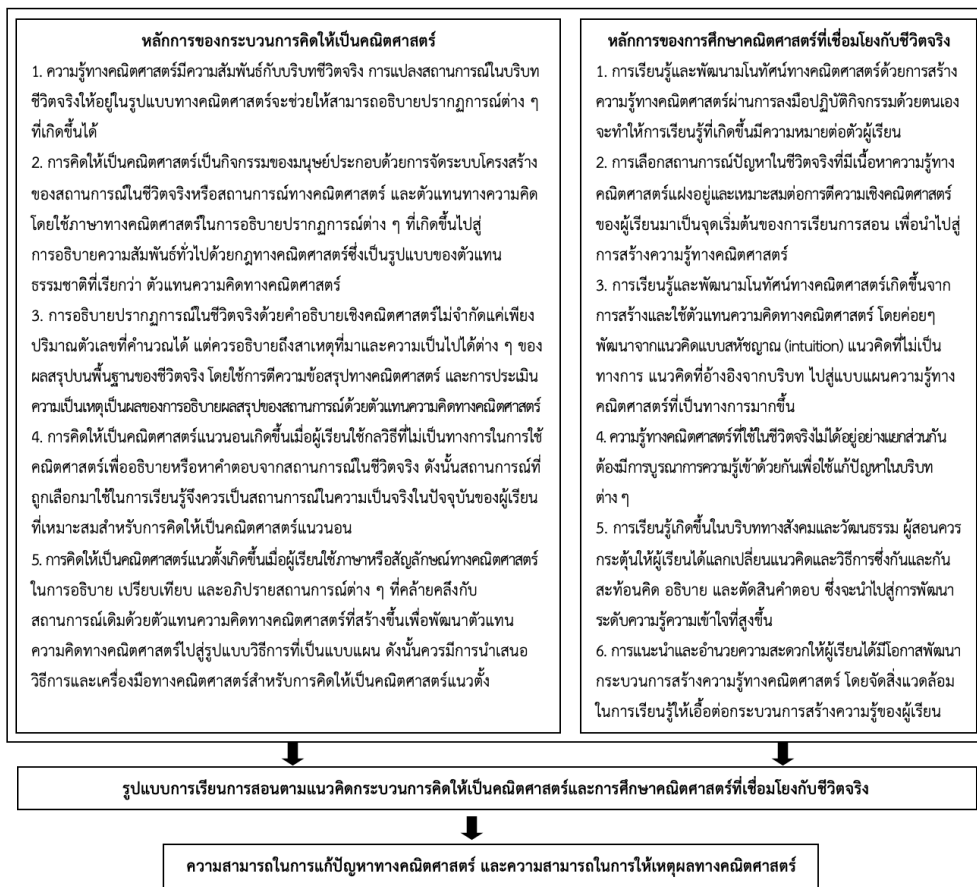 หลักการของกระบวนการคิดให้เป็นคณิตศาสตร์
1. ความรู้ทางคณิตศาสตร์มีความสัมพันธ์กับบริบทชีวิตจริง การแปลงสถานการณ์ในบริบท
ชีวิตจริงให้อยู่ในรูปแบบทางคณิตศาสตร์จะช่วยให้สามารถอธิบายปรากฏการณ์ต่าง ๆ
ที่เกิดขึ้นได้
2. การคิดให้เป็นคณิตศาสตร์เป็นกิจกรรมของมนุษย์ประกอบด้วยการจัดระบบโครงสร้าง
ของสถานการณ์ในชีวิตจริงหรือสถานการณ์ทางคณิตศาสตร์ และตัวแทนทางความคิด
โดยใช้ภาษาทางคณิตศาสตร์ในการอธิบายปรากฏการณ์ต่าง ๆ ที่เกิดขึ้นไปสู่
การอธิบายความสัมพันธ์ทั่วไปด้วยกฎทางคณิตศาสตร์ซึ่งเป็นรูปแบบของตัวแทน
ธรรมชาติที่เรียกว่า ตัวแทนความคิดทางคณิตศาสตร์
3. การอธิบายปรากฏการณ์ในชีวิตจริงด้วยคำอธิบายเชิงคณิตศาสตร์ไม่จำกัดแค่เพียง
ปริมาณตัวเลขที่คำนวณได้ แต่ควรอธิบายถึงสาเหตุที่มาและความเป็นไปได้ต่าง ๆ ของ
ผลสรุปบนพื้นฐานของชีวิตจริง โดยใช้การตีความข้อสรุปทางคณิตศาสตร์ และการประเมิน
ความเป็นเหตุเป็นผลของการอธิบายผลสรุปของสถานการณ์ด้วยตัวแทนความคิดทางคณิตศาสตร์
4. การคิดให้เป็นคณิตศาสตร์แนวนอนเกิดขึ้นเมื่อผู้เรียนใช้กลวิธีที่ไม่เป็นทางการในการใช้
คณิตศาสตร์เพื่ออธิบายหรือหาคำตอบจากสถานการณ์ในชีวิตจริง ดังนั้นสถานการณ์ที่
ถูกเลือกมาใช้ในการเรียนรู้จึงควรเป็นสถานการณ์ในความเป็นจริงในปัจจุบันของผู้เรียน
ที่เหมาะสมสำหรับการคิดให้เป็นคณิตศาสตร์แนวนอน
5. การคิดให้เป็นคณิตศาสตร์แนวตั้งเกิดขึ้นเมื่อผู้เรียนใช้ภาษาหรือสัญลักษณ์ทางคณิตศาสตร์
ในการอธิบาย เปรียบเทียบ และอภิปรายสถานการณ์ต่าง ๆ ที่คล้ายคลึงกับ
สถานการณ์เดิมด้วยตัวแทนความคิดทางคณิตศาสตร์ที่สร้างขึ้นเพื่อพัฒนาตัวแทน
ความคิดทางคณิตศาสตร์ไปสู่รูปแบบวิธีการที่เป็นแบบแผน ดังนั้นควรมีการนำเสนอ
วิธีการและเครื่องมือทางคณิตศาสตร์สำหรับการคิดให้เป็นคณิตศาสตร์แนวตั้ง
หลักการของการศึกษาคณิตศาสตร์ที่เชื่อมโยงกับชีวิตจริง
1. การเรียนรู้และพัฒนามโนทัศน์ทางคณิตศาสตร์ด้วยการสร้าง
ความรู้ทางคณิตศาสตร์ผ่านการลงมือปฏิบัติกิจกรรมด้วยตนเอง
จะทำให้การเรียนรู้ที่เกิดขึ้นมีความหมายต่อตัวผู้เรียน
2. การเลือกสถานการณ์ปัญหาในชีวิตจริงที่มีเนื้อหาความรู้ทาง
คณิตศาสตร์แฝงอยู่และเหมาะสมต่อการตีความเชิงคณิตศาสตร์
ของผู้เรียนมาเป็นจุดเริ่มต้นของการเรียนการสอน เพื่อนำไปสู่
การสร้างความรู้ทางคณิตศาสตร์
3. การเรียนรู้และพัฒนามโนทัศน์ทางคณิตศาสตร์เกิดขึ้นจาก
การสร้างและใช้ตัวแทนความคิดทางคณิตศาสตร์ โดยค่อยๆ
พัฒนาจากแนวคิดแบบสหัชญาณ (intuition) แนวคิดที่ไม่เป็น
ทางการ แนวคิดที่อ้างอิงจากบริบท ไปสู่แบบแผนความรู้ทาง
คณิตศาสตร์ที่เป็นทางการมากขึ้น
4. ความรู้ทางคณิตศาสตร์ที่ใช้ในชีวิตจริงไม่ได้อยู่อย่างแยกส่วนกัน
ต้องมีการบูรณาการความรู้เข้าด้วยกันเพื่อใช้แก้ปัญหาในบริบท
ต่าง ๆ
5. การเรียนรู้เกิดขึ้นในบริบททางสังคมและวัฒนธรรม ผู้สอนควร
กระตุ้นให้ผู้เรียนได้แลกเปลี่ยนแนวคิดและวิธีการซึ่งกันและกัน
สะท้อนคิด อธิบาย และตัดสินคำตอบ ซึ่งจะนำไปสู่การพัฒนา
ระดับความรู้ความเข้าใจที่สูงขึ้น
6. การแนะนำและอำนวยความสะดวกให้ผู้เรียนได้มีโอกาสพัฒนา
กระบวนการสร้างความรู้ทางคณิตศาสตร์ โดยจัดสิ่งแวดล้อม
ในการเรียนรู้ให้เอื้อต่อกระบวนการสร้างความรู้ของผู้เรียน
รูปแบบการเรียนการสอนตามแนวคิดกระบวนการคิดให้เป็นคณิตศาสตร์และการศึกษาคณิตศาสตร์ที่เชื่อมโยงกับชีวิตจริง
ความสามารถในการแก้ปัญหาทางคณิตศาสตร์ และความสามารถในการให้เหตุผลทางคณิตศาสตร์